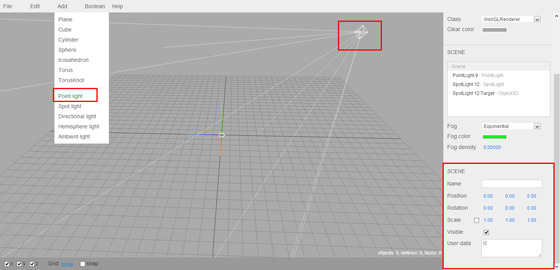 File Edit Add Boolean Help
Plane
Cube
Cylinder
Sphere
Icosahedron
Torus
TorusKnot
Point light
Spot light
Directional light
Hemisphere light
Ambient light
objects: 0, vertices: 0, faces: 0
Grid: snap
Class WebGLRenderer
Clear color
SCENE
- Scene
PointLight 9 - PointLight
SpotLight 12 - SpotLight
SpotLight 12 Target - Object3D
Fog Exponential
Fog color
Fog density 0.00000
SCENE
Name
Position 0.00 0.00 0.00
Rotation 0.00 0.00 0.00
Scale 1.00 1.00 1.00
Visible
User data {}